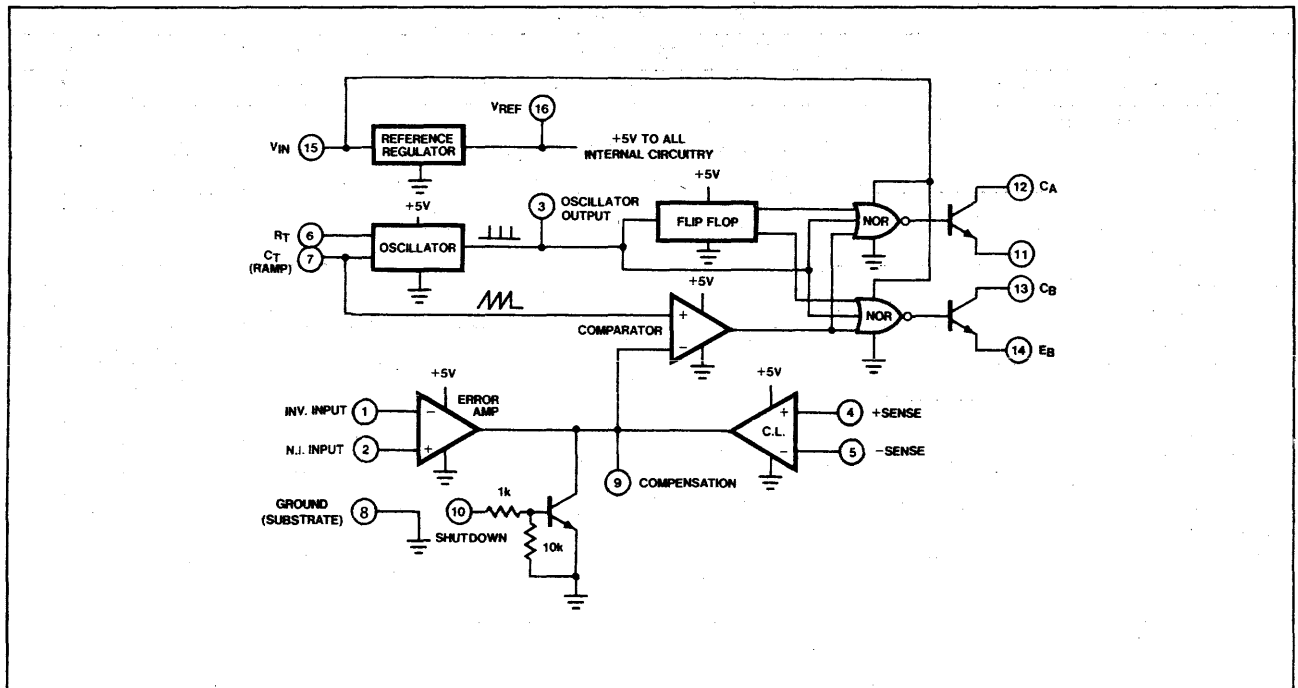 VREF
16
VIN
15
REFERENCE
REGULATOR
+5V TO ALL
INTERNAL CIRCUITRY
+5V
3
OSCILLATOR
OUTPUT
+5V
FLIP FLOP
NOR
12
CA
11
RT
6
CT
7
(RAMP)
OSCILLATOR
+5V
COMPARATOR
+
−
NOR
13
CB
14
EB
+5V
ERROR
AMP
INV. INPUT
1
−
N.I. INPUT
2
+
+5V
C.L.
+
−
4
+SENSE
5
−SENSE
9
COMPENSATION
GROUND
(SUBSTRATE)
8
10
1k
SHUTDOWN
10k